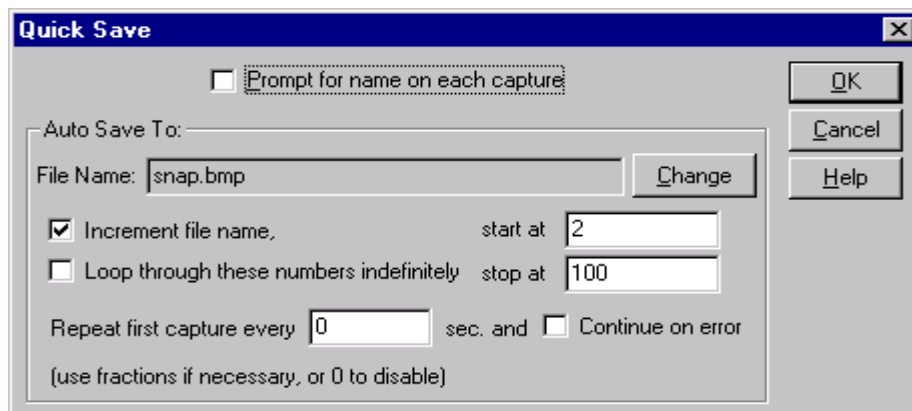 Quick Save
Prompt for name on each capture
OK
Auto Save To:
Cancel
File Name: snap.bmp Change
Help
Increment file name, start at 2
Loop through these numbers indefinitely stop at 100
Repeat first capture every 0 sec. and Continue on error
(use fractions if necessary, or 0 to disable)